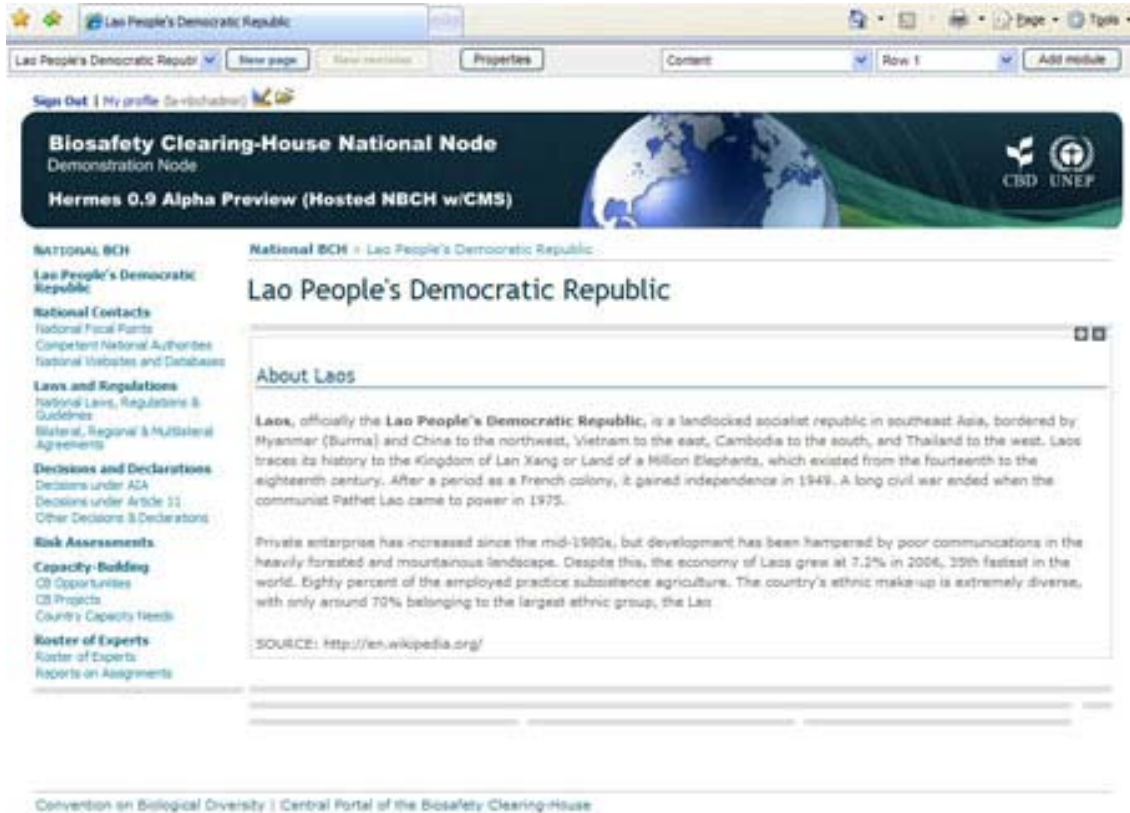 Lao People's Democratic Republic
Page
Tools
Lao People's Democratic Republ
New page
Properties
Content
Row 1
Add module
Sign Out | My profile
Biosafety Clearing-House National Node
Demonstration Node
Hermes 0.9 Alpha Preview (Hosted NBCH w/CMS)
CBD UNEP
NATIONAL BCH
Lao People's Democratic
Republic
National Contacts
National Focal Points
Competent National Authorities
National Websites and Databases
Laws and Regulations
National Laws, Regulations &
Guidelines
Bilateral, Regional & Multilateral
Agreements
Decisions and Declarations
Decisions under AIA
Decisions under Article 11
Other Decisions & Declarations
Risk Assessments
Capacity-Building
CB Opportunities
CB Projects
Country Capacity Needs
Roster of Experts
Roster of Experts
Reports on Assignments
National BCH » Lao People's Democratic Republic
Lao People's Democratic Republic
About Laos
Laos, officially the Lao People's Democratic Republic, is a landlocked socialist republic in southeast Asia, bordered by
Myanmar (Burma) and China to the northwest, Vietnam to the east, Cambodia to the south, and Thailand to the west. Laos
traces its history to the Kingdom of Lan Xang or Land of a Million Elephants, which existed from the fourteenth to the
eighteenth century. After a period as a French colony, it gained independence in 1949. A long civil war ended when the
communist Pathet Lao came to power in 1975.
Private enterprise has increased since the mid-1980s, but development has been hampered by poor communications in the
heavily forested and mountainous landscape. Despite this, the economy of Laos grew at 7.2% in 2006, 35th fastest in the
world. Eighty percent of the employed practice subsistence agriculture. The country's ethnic make-up is extremely diverse,
with only around 70% belonging to the largest ethnic group, the Lao
SOURCE: http://en.wikipedia.org/
Convention on Biological Diversity | Central Portal of the Biosafety Clearing-House